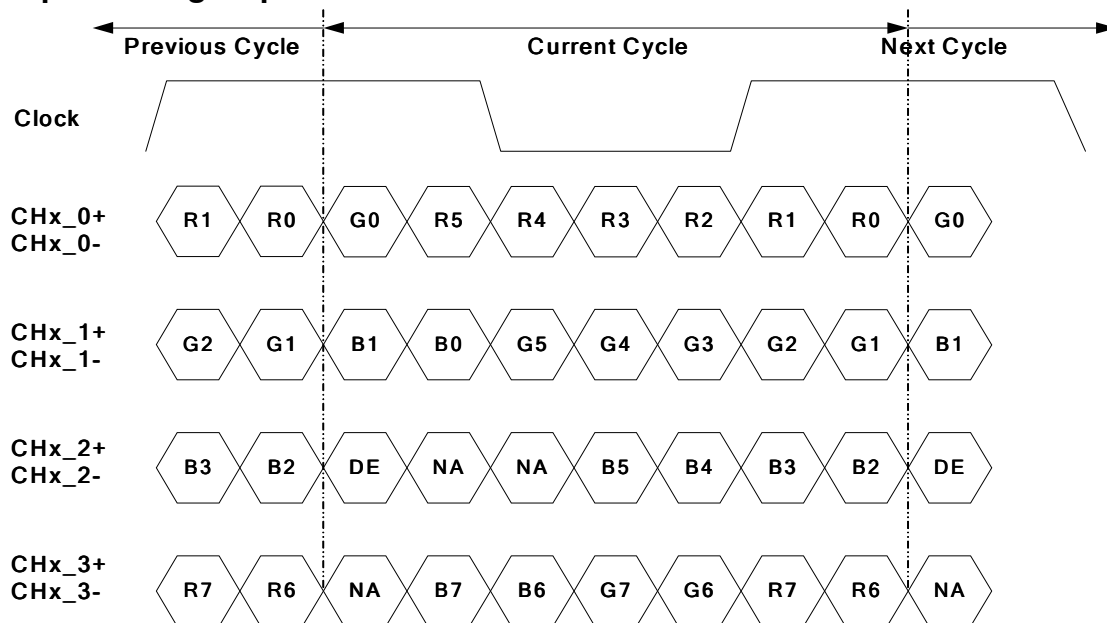 Previous Cycle Current Cycle Next Cycle
Clock
CHx_0+
CHx_0-
R1 R0 G0 R5 R4 R3 R2 R1 R0 G0
CHx_1+
CHx_1-
G2 G1 B1 B0 G5 G4 G3 G2 G1 B1
CHx_2+
CHx_2-
B3 B2 DE NA NA B5 B4 B3 B2 DE
CHx_3+
CHx_3-
R7 R6 NA B7 B6 G7 G6 R7 R6 NA